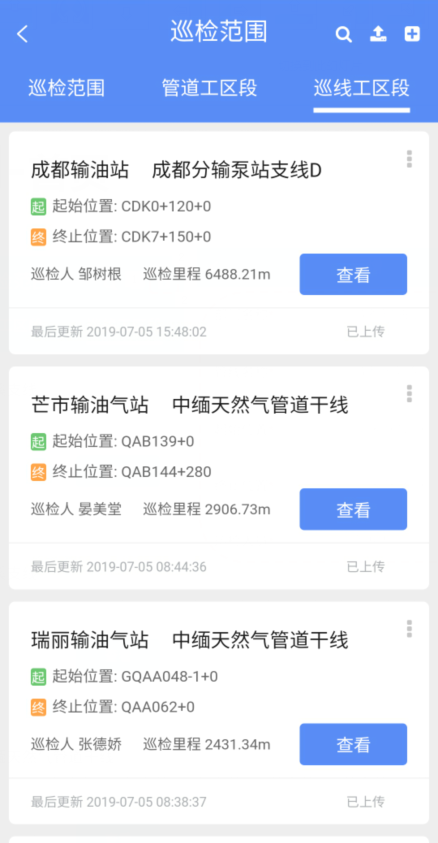 巡检范围
巡检范围 管道工区段 巡线工区段
成都输油站 成都分输泵站支线D
起 起始位置: CDK0+120+0
终 终止位置: CDK7+150+0
巡检人 邹树根 巡检里程 6488.21m 查看
最后更新 2019-07-05 15:48:02 已上传
芒市输油气站 中缅天然气管道干线
起 起始位置: QAB139+0
终 终止位置: QAB144+280
巡检人 晏美堂 巡检里程 2906.73m 查看
最后更新 2019-07-05 08:44:36 已上传
瑞丽输油气站 中缅天然气管道干线
起 起始位置: GQAA048-1+0
终 终止位置: QAA062+0
巡检人 张德娇 巡检里程 2431.34m 查看
最后更新 2019-07-05 08:38:37 已上传